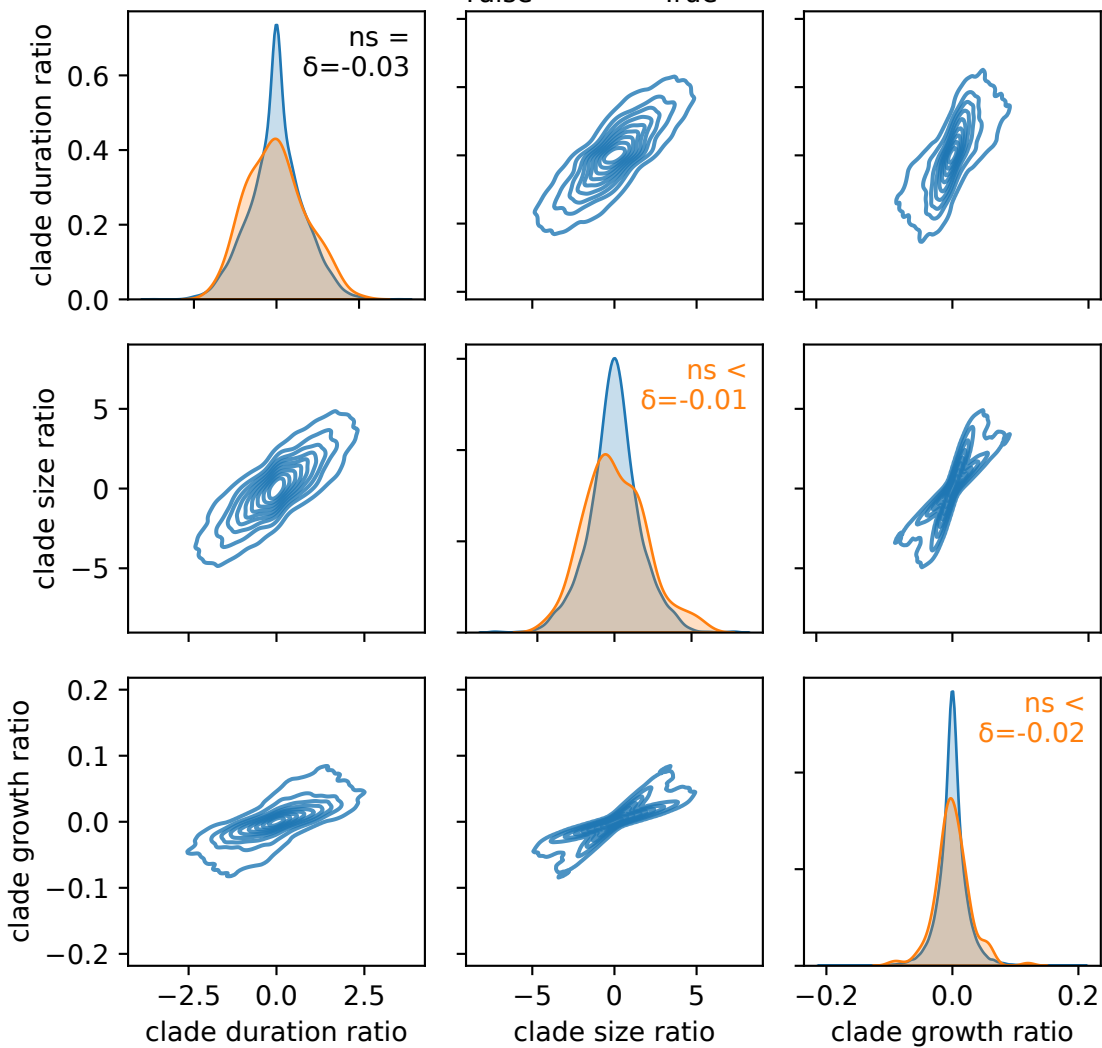 clade duration ratio
0.6
0.4
0.2
0.0
ns =
δ=-0.03
clade size ratio
5
0
−5
ns <
δ=-0.01
clade growth ratio
0.2
0.1
0.0
−0.1
−0.2
ns <
δ=-0.02
−2.5 0.0 2.5
−5 0 5
−0.2 0.0 0.2
clade duration ratio
clade size ratio
clade growth ratio